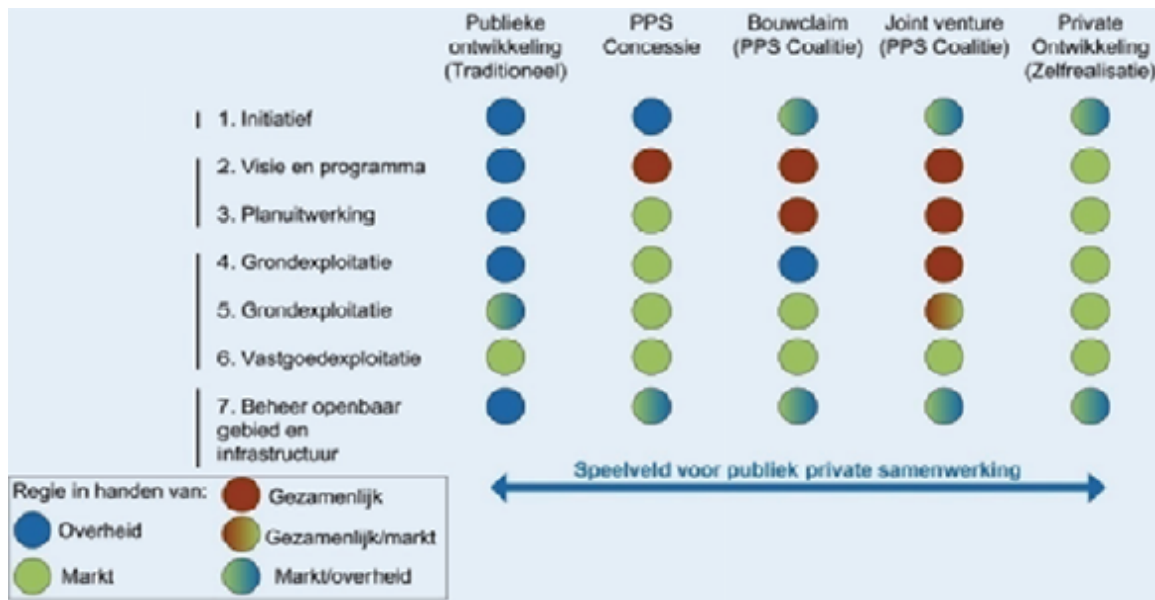 Publieke ontwikkeling (Traditioneel)
PPS Concessie
Bouwclaim (PPS Coalitie)
Joint venture (PPS Coalitie)
Private Ontwikkeling (Zelfrealisatie)
1. Initiatief
2. Visie en programma
3. Planuitwerking
4. Grondexploitatie
5. Grondexploitatie
6. Vastgoedexploitatie
7. Beheer openbaar
gebied en
infrastructuur
Speelveld voor publiek private samenwerking
Regie in handen van:
Overheid
Markt
Gezamenlijk
Gezamenlijk/markt
Markt/overheid